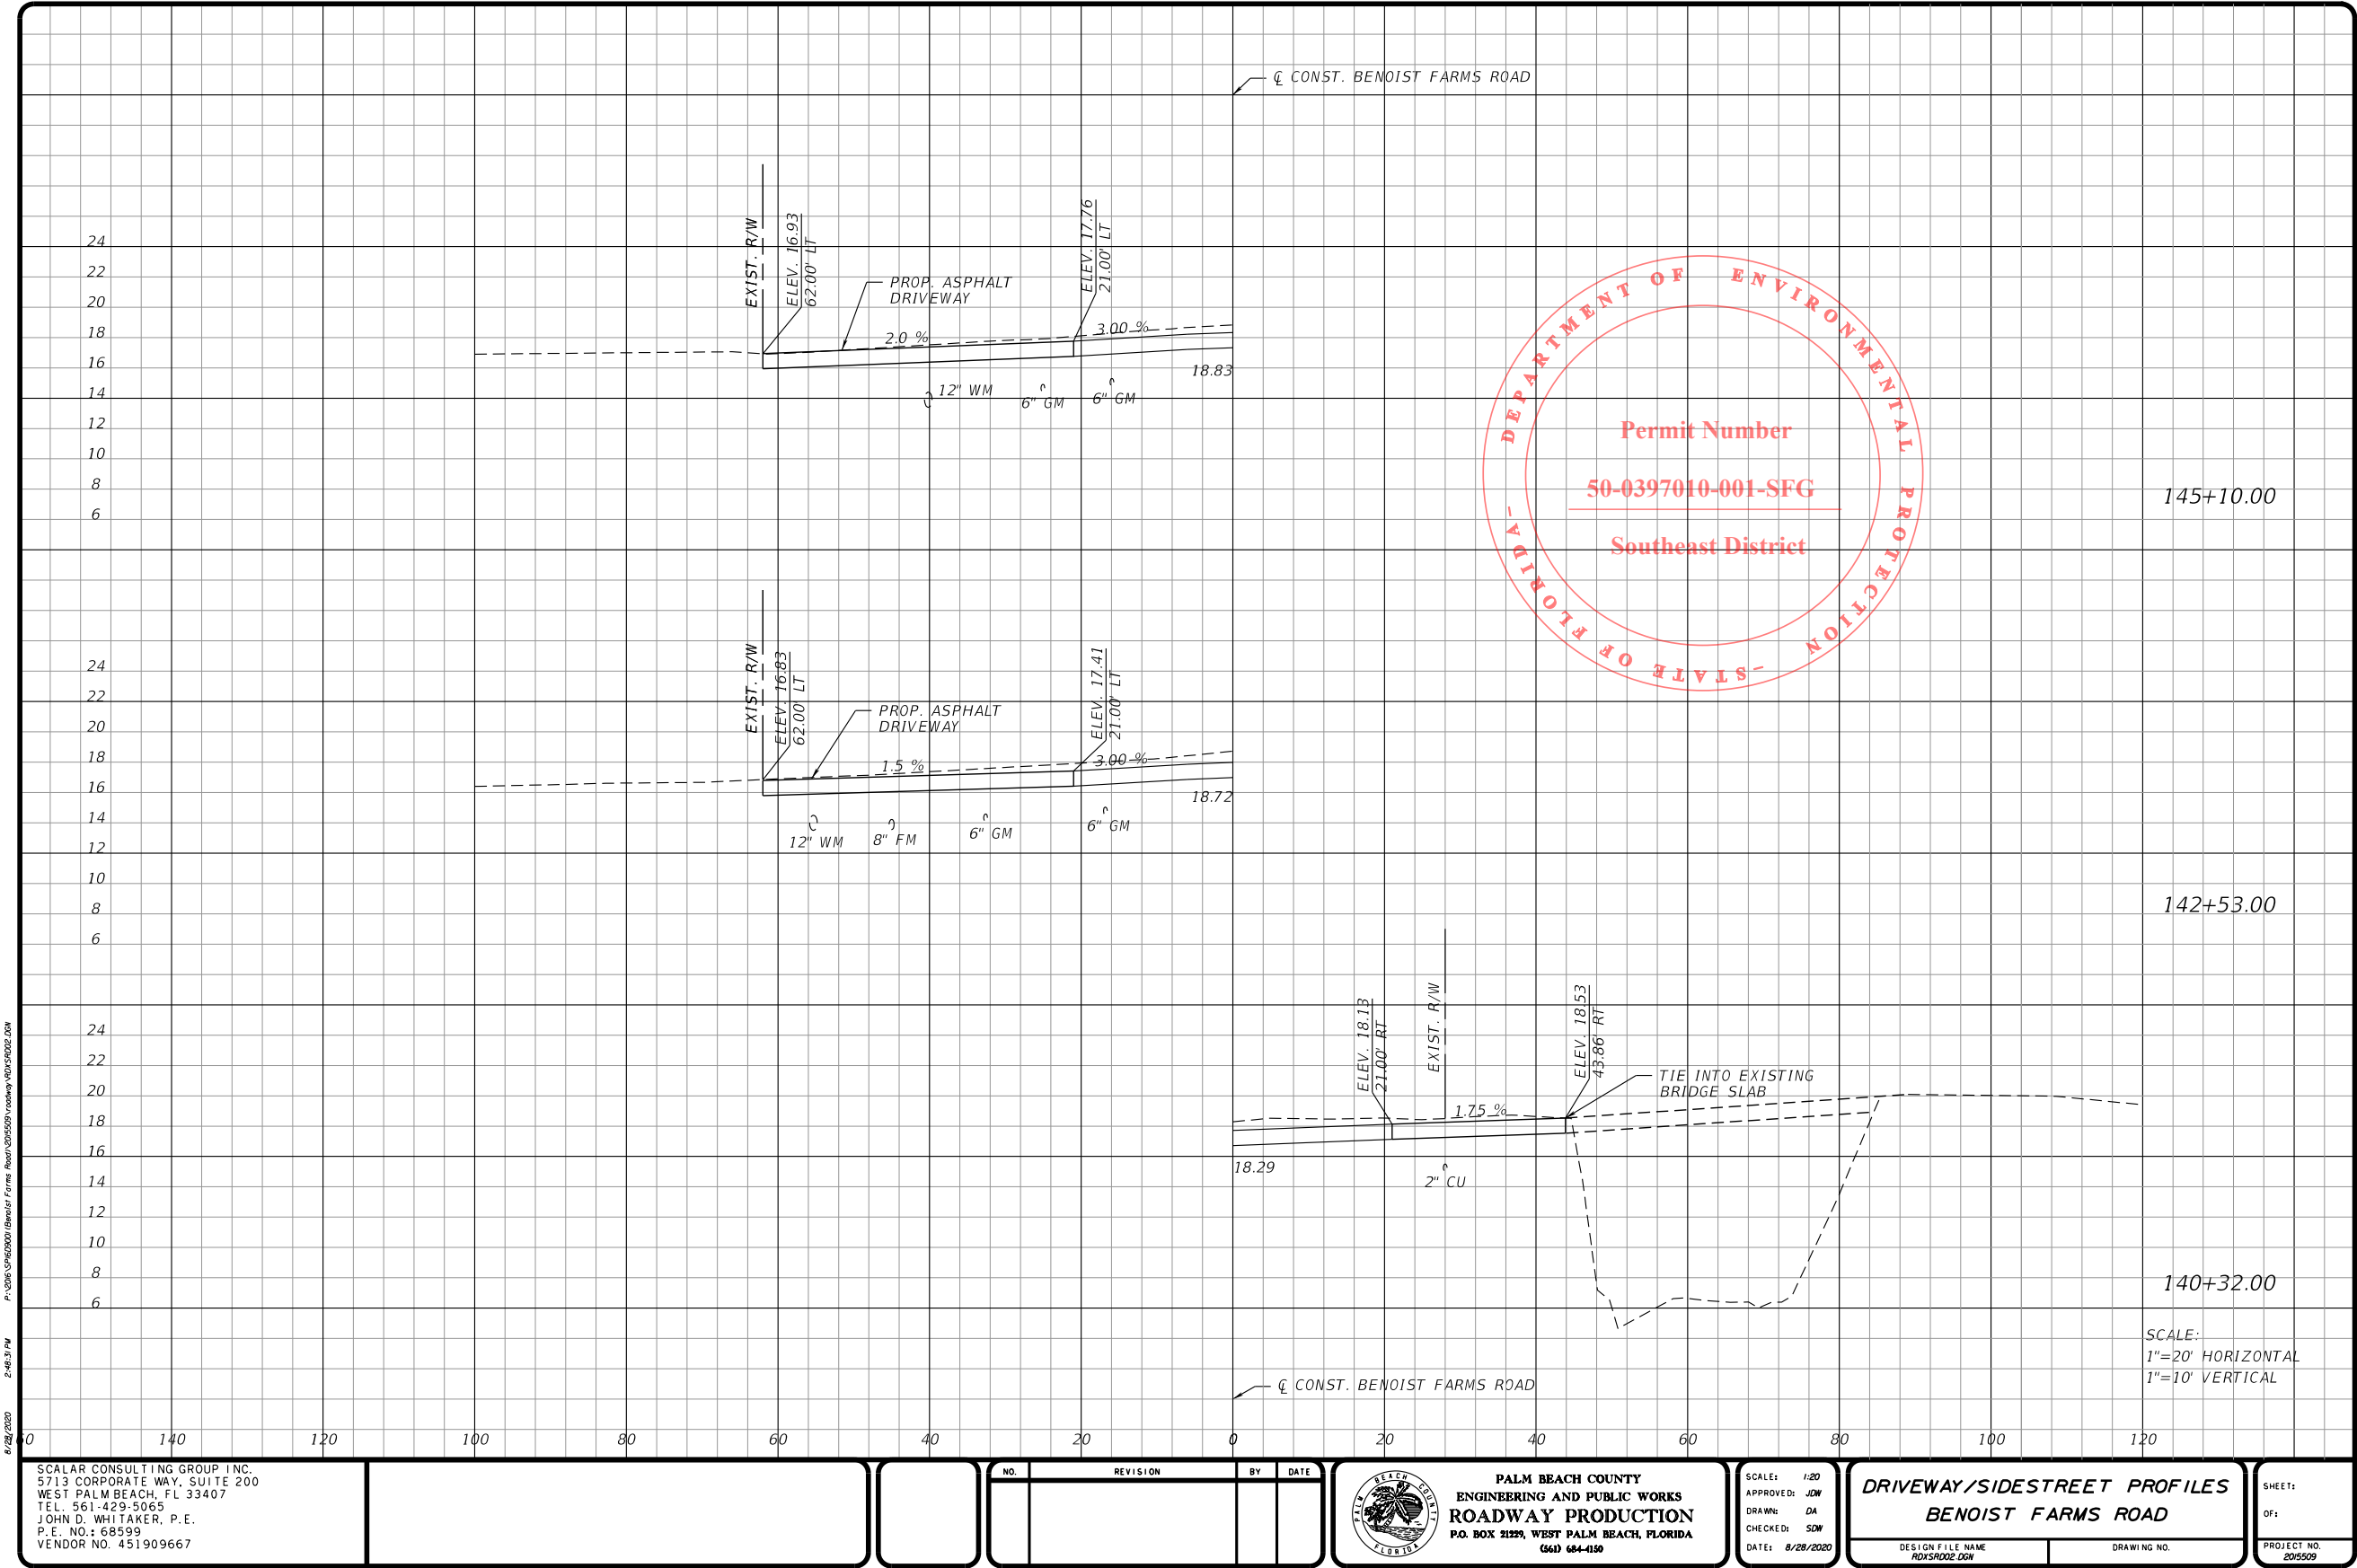 ℄ CONST. BENOIST FARMS ROAD
EXIST. R/W
ELEV. 16.93
62.00' LT
ELEV. 17.76
21.00' LT
PROP. ASPHALT
DRIVEWAY
2.0 %
3.00 %
18.83
12" WM
6" GM
6" GM
24
22
20
18
16
14
12
10
8
6
145+10.00
DEPARTMENT OF ENVIRONMENTAL PROTECTION
-STATE OF FLORIDA-
Permit Number
50-0397010-001-SFG
Southeast District
EXIST. R/W
ELEV. 16.83
62.00' LT
ELEV. 17.41
21.00' LT
PROP. ASPHALT
DRIVEWAY
1.5 %
3.00 %
18.72
12" WM
8" FM
6" GM
6" GM
24
22
20
18
16
14
12
10
8
6
142+53.00
ELEV. 18.13
21.00' RT
EXIST. R/W
ELEV. 18.53
43.86' RT
TIE INTO EXISTING
BRIDGE SLAB
1.75 %
18.29
2" CU
24
22
20
18
16
14
12
10
8
6
140+32.00
SCALE:
1"=20' HORIZONTAL
1"=10' VERTICAL
℄ CONST. BENOIST FARMS ROAD
140 120 100 80 60 40 20 0 20 40 60 80 100 120
8/28/2020 2:48:31 PM
SCALAR CONSULTING GROUP INC.
5713 CORPORATE WAY, SUITE 200
WEST PALM BEACH, FL 33407
TEL. 561-429-5065
JOHN D. WHITAKER, P.E.
P.E. NO.: 68599
VENDOR NO. 451909667
NO. REVISION BY DATE
PALM BEACH COUNTY
FLORIDA
PALM BEACH COUNTY
ENGINEERING AND PUBLIC WORKS
ROADWAY PRODUCTION
P.O. BOX 21229, WEST PALM BEACH, FLORIDA
(561) 684-4150
SCALE: 1:20
APPROVED: JDW
DRAWN: DA
CHECKED: SDW
DATE: 8/28/2020
DRIVEWAY/SIDESTREET PROFILES
BENOIST FARMS ROAD
DESIGN FILE NAME
RDXSRD02.DGN
DRAWING NO.
SHEET:
OF:
PROJECT NO.
2015509